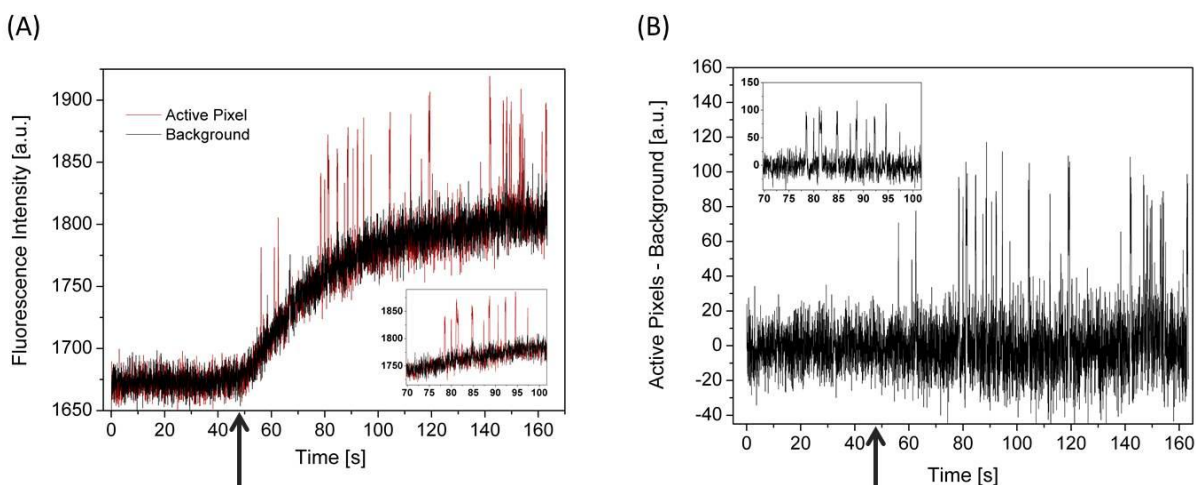 (A)
Fluorescence Intensity [a.u.]
1900
1850
1800
1750
1700
1650
Active Pixel
Background
1850
1800
1750
70 75 80 85 90 95 100
0 20 40 60 80 100 120 140 160
Time [s]
(B)
Active Pixels - Background [a.u.]
160
140
120
100
80
60
40
20
0
-20
-40
150
100
50
0
70 75 80 85 90 95 100
0 20 40 60 80 100 120 140 160
Time [s]